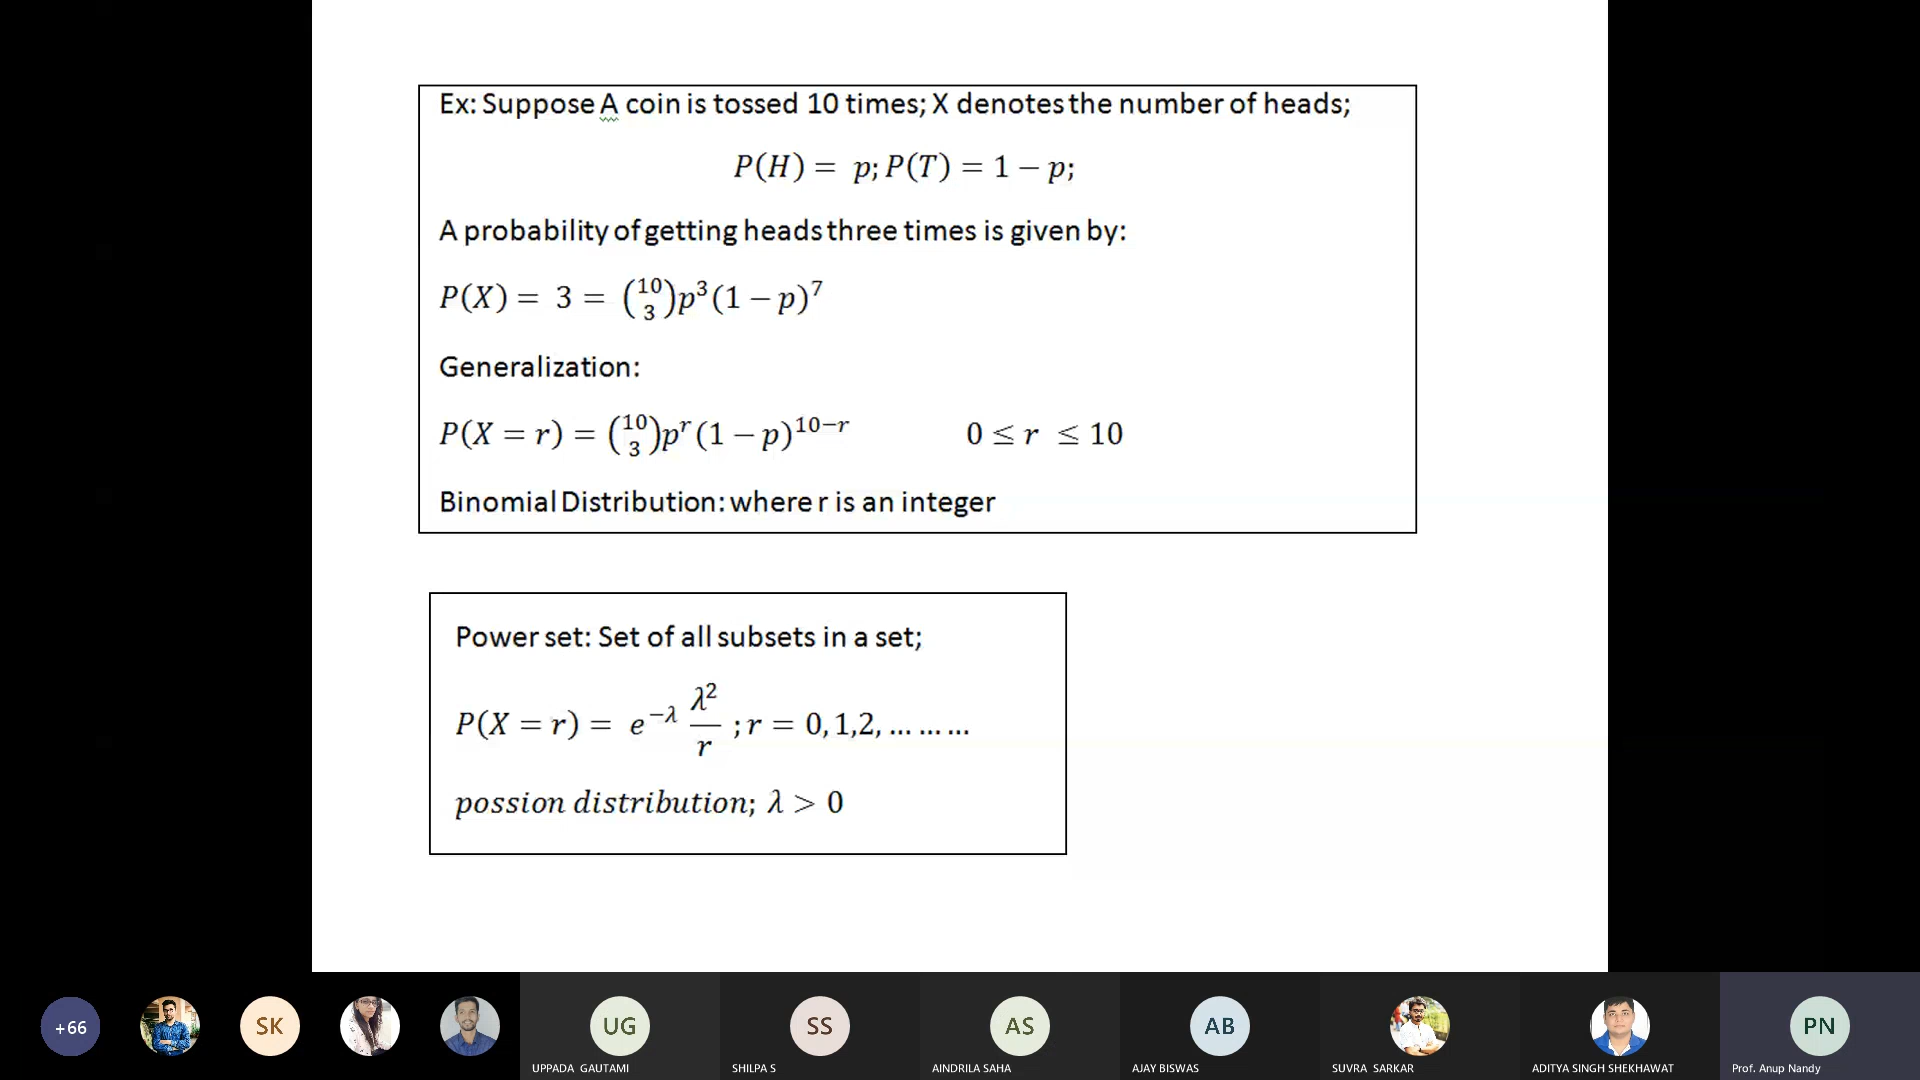 Ex: Suppose A coin is tossed 10 times; X denotes the number of heads;
P(H) = p; P(T) = 1 − p;
A probability of getting heads three times is given by:
P(X) = 3 = (10 3)p³(1 − p)⁷
Generalization:
P(X = r) = (10 3)pʳ(1 − p)¹⁰⁻ʳ 0 ≤ r ≤ 10
Binomial Distribution: where r is an integer
Power set: Set of all subsets in a set;
P(X = r) = e^−λ λ²/r ; r = 0, 1,2, … … …
possion distribution; λ > 0
+66
SK
UG
SS
AS
AB
PN
UPPADA GAUTAMI
SHILPA S
AINDRILA SAHA
AJAY BISWAS
SUVRA SARKAR
ADITYA SINGH SHEKHAWAT
Prof. Anup Nandy